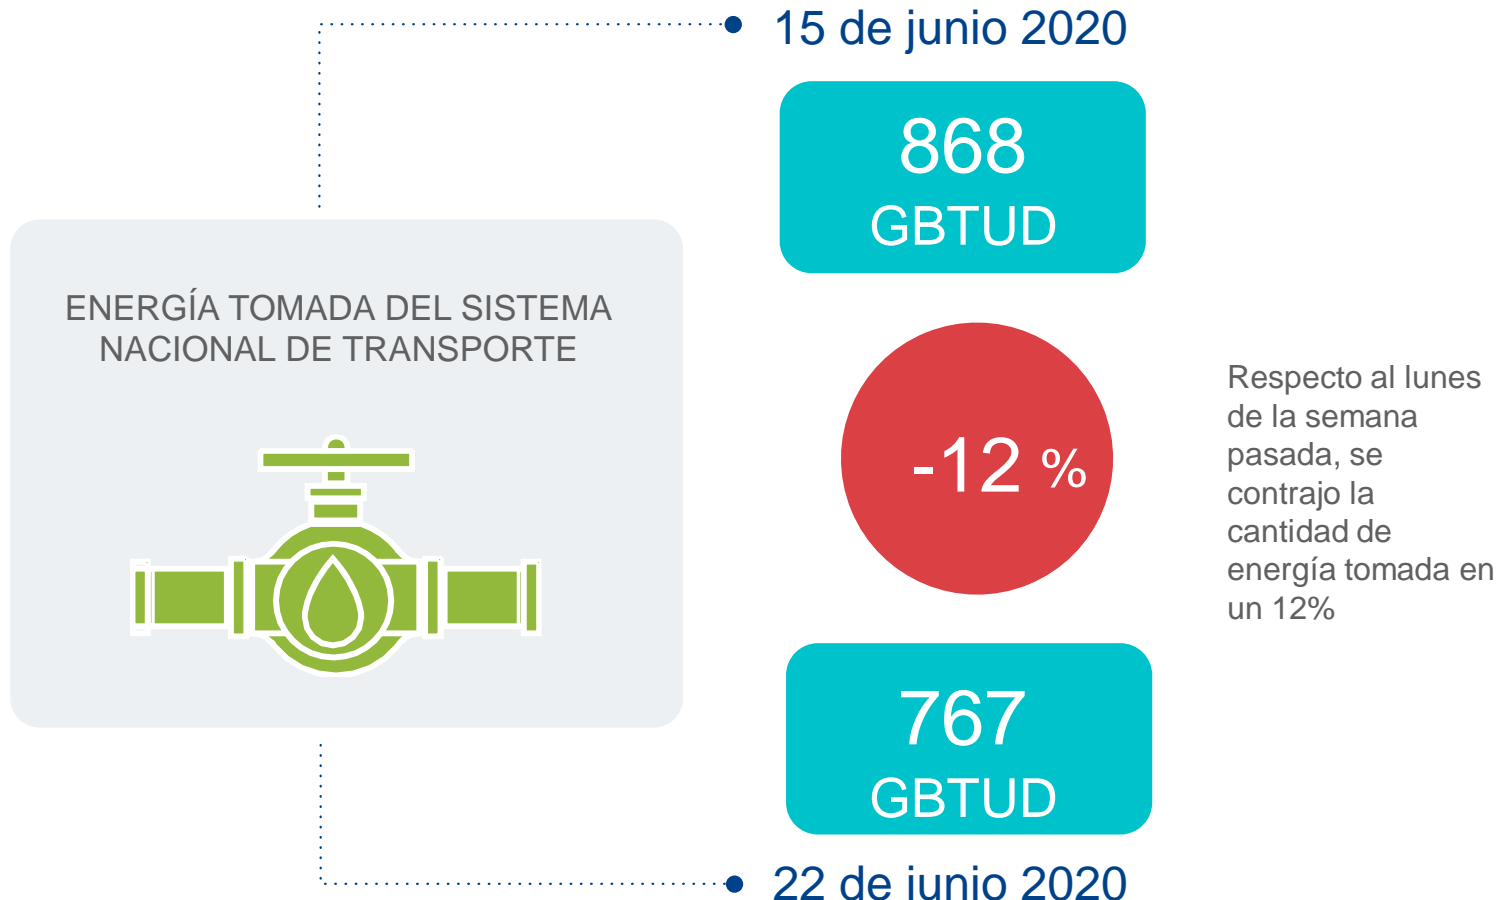 15 de junio 2020
868
GBTUD
ENERGÍA TOMADA DEL SISTEMA
NACIONAL DE TRANSPORTE
-12 %
Respecto al lunes
de la semana
pasada, se
contrajo la
cantidad de
energía tomada en
un 12%
767
GBTUD
22 de junio 2020